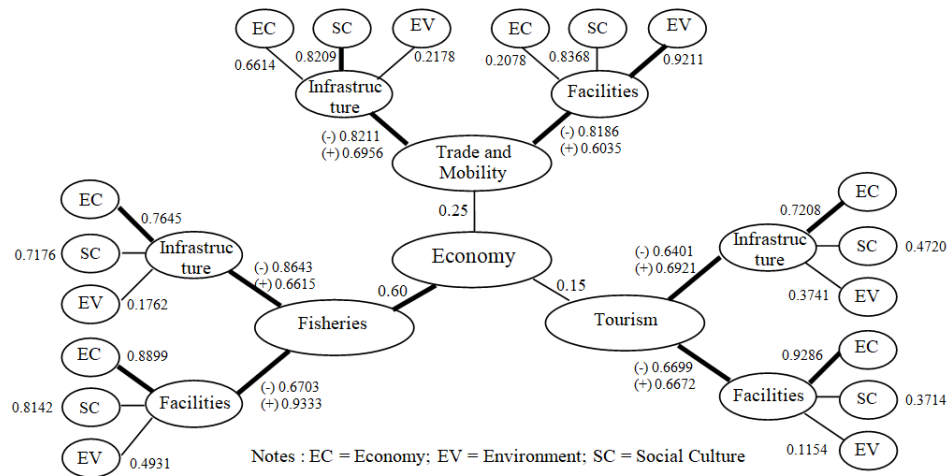 EC
SC
EV
0.6614
0.8209
0.2178
Infrastruc
ture
EC
SC
EV
0.2078
0.8368
0.9211
Facilities
(-) 0.8211
(+) 0.6956
(-) 0.8186
(+) 0.6035
Trade and
Mobility
0.25
Economy
0.60
0.15
EC
0.7645
SC
0.7176
EV
0.1762
Infrastruc
ture
(-) 0.8643
(+) 0.6615
Fisheries
EC
0.8899
SC
0.8142
EV
0.4931
Facilities
(-) 0.6703
(+) 0.9333
Tourism
(-) 0.6401
(+) 0.6921
Infrastruc
ture
0.7208
EC
SC
0.4720
0.3741
EV
(-) 0.6699
(+) 0.6672
Facilities
0.9286
EC
SC
0.3714
0.1154
EV
Notes : EC = Economy; EV = Environment; SC = Social Culture